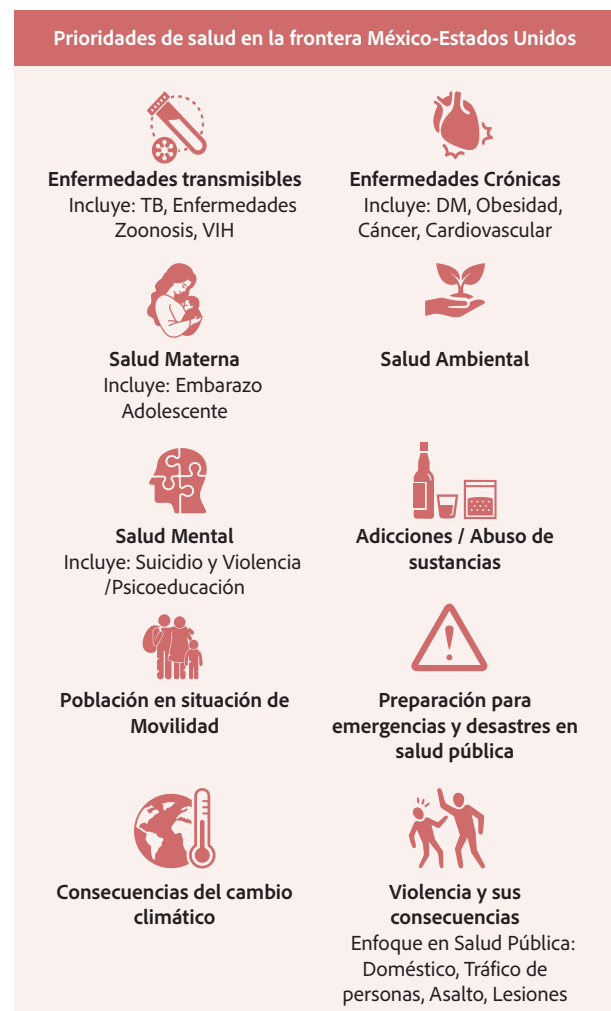 Prioridades de salud en la frontera México-Estados Unidos
Enfermedades transmisibles
Incluye: TB, Enfermedades
Zoonosis, VIH
Enfermedades Crónicas
Incluye: DM, Obesidad,
Cáncer, Cardiovascular
Salud Materna
Incluye: Embarazo
Adolescente
Salud Ambiental
Salud Mental
Incluye: Suicidio y Violencia
/Psicoeducación
Adicciones / Abuso de
sustancias
Población en situación de
Movilidad
Preparación para
emergencias y desastres en
salud pública
Consecuencias del cambio
climático
Violencia y sus
consecuencias
Enfoque en Salud Pública:
Doméstico, Tráfico de
personas, Asalto, Lesiones